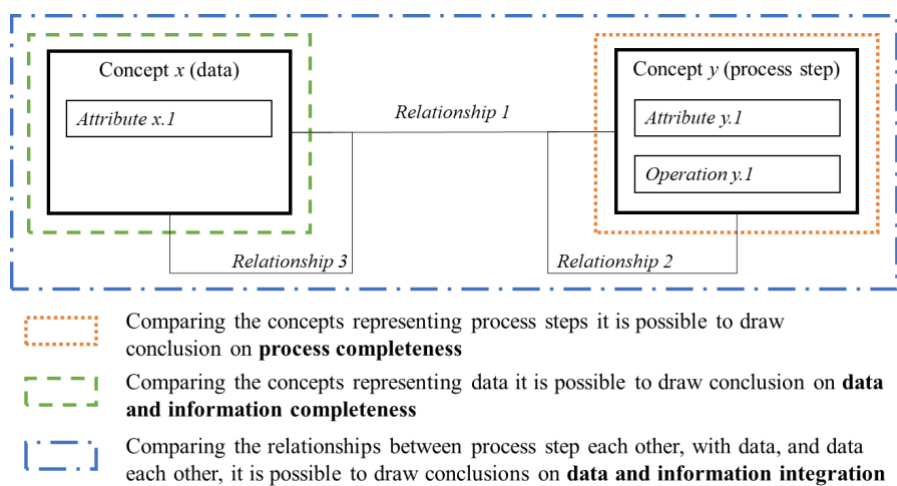 Concept x (data)
Attribute x.1
Relationship 1
Concept y (process step)
Attribute y.1
Operation y.1
Relationship 3
Relationship 2
Comparing the concepts representing process steps it is possible to draw
conclusion on process completeness
Comparing the concepts representing data it is possible to draw conclusion on data
and information completeness
Comparing the relationships between process step each other, with data, and data
each other, it is possible to draw conclusions on data and information integration